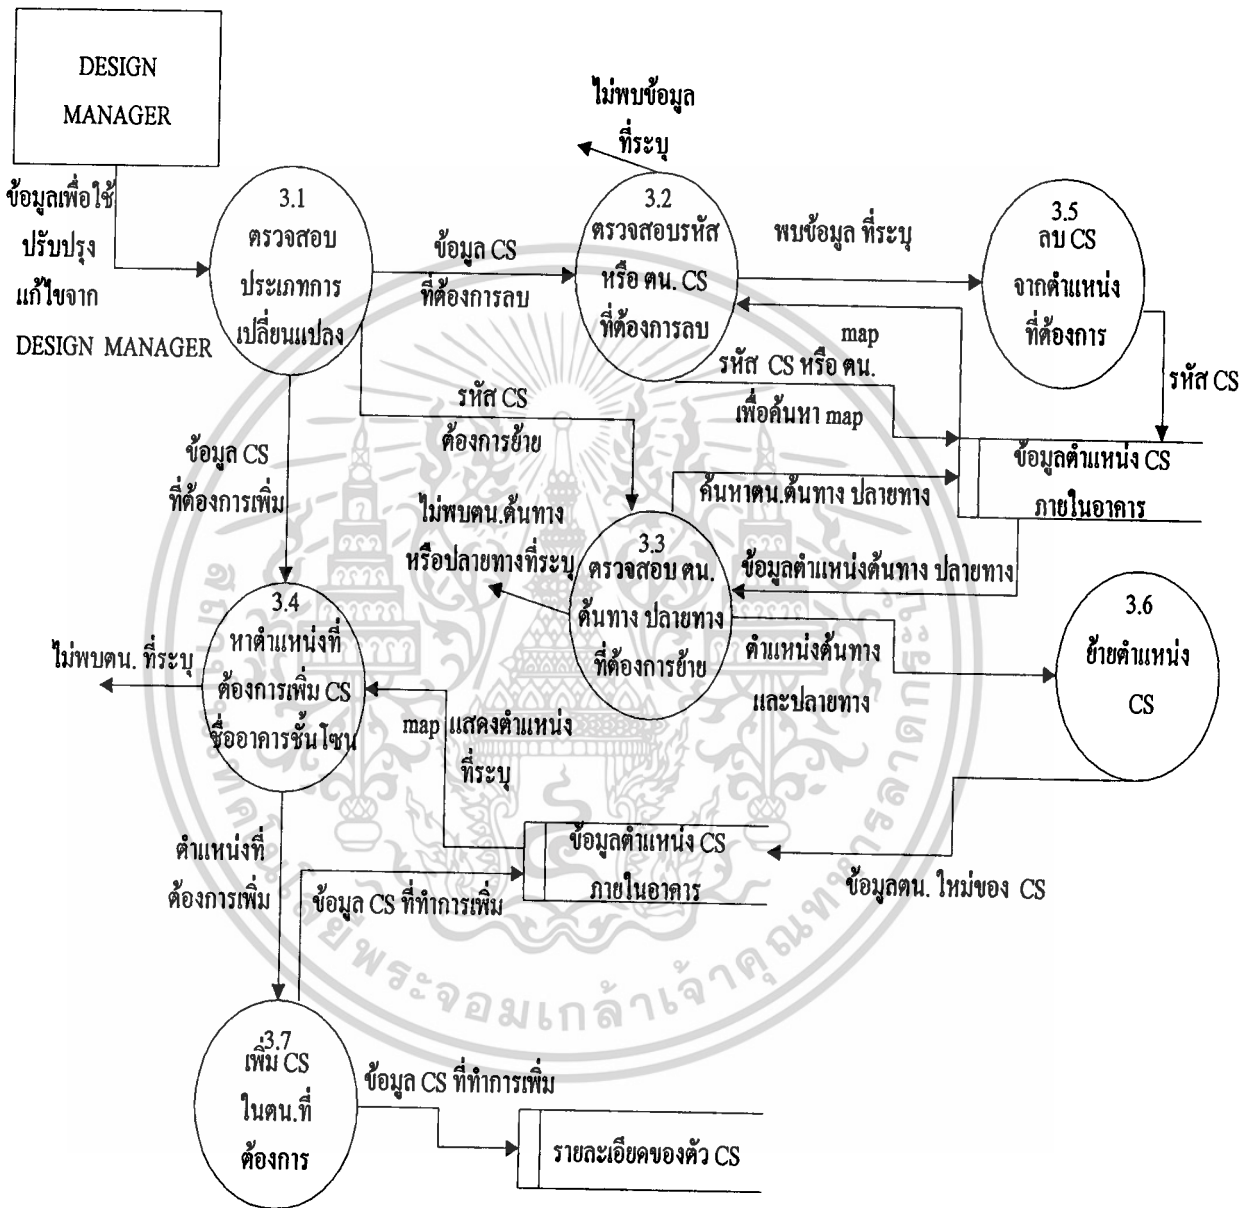 DESIGN
MANAGER
ข้อมูลเพื่อใช้
ปรับปรุง
แก้ไขจาก
DESIGN MANAGER
3.1
ตรวจสอบ
ประเภทการ
เปลี่ยนแปลง
ข้อมูล CS
ที่ต้องการลบ
ไม่พบข้อมูล
ที่ระบุ
3.2
ตรวจสอบรหัส
หรือ ตน. CS
ที่ต้องการลบ
พบข้อมูล ที่ระบุ
3.5
ลบ CS
จากตำแหน่ง
ที่ต้องการ
map
รหัส CS หรือ ตน.
เพื่อค้นหา map
รหัส CS
รหัส CS
ต้องการย้าย
ข้อมูล CS
ที่ต้องการเพิ่ม
ข้อมูลตำแหน่ง CS
ภายในอาคาร
ค้นหาตน.ต้นทาง ปลายทาง
ไม่พบตน.ต้นทาง
หรือปลายทางที่ระบุ
3.3
ตรวจสอบ ตน.
ต้นทาง ปลายทาง
ที่ต้องการย้าย
ข้อมูลตำแหน่งต้นทาง ปลายทาง
ตำแหน่งต้นทาง
และปลายทาง
3.6
ย้ายตำแหน่ง
CS
3.4
หาตำแหน่งที่
ต้องการเพิ่ม CS
ชื่ออาคารชั้นโซน
ไม่พบตน. ที่ระบุ
map แสดงตำแหน่ง
ที่ระบุ
ข้อมูลตำแหน่ง CS
ภายในอาคาร
ข้อมูลตน. ใหม่ของ CS
ตำแหน่งที่
ต้องการเพิ่ม
ข้อมูล CS ที่ทำการเพิ่ม
3.7
เพิ่ม CS
ในตน.ที่
ต้องการ
ข้อมูล CS ที่ทำการเพิ่ม
รายละเอียดของตัว CS